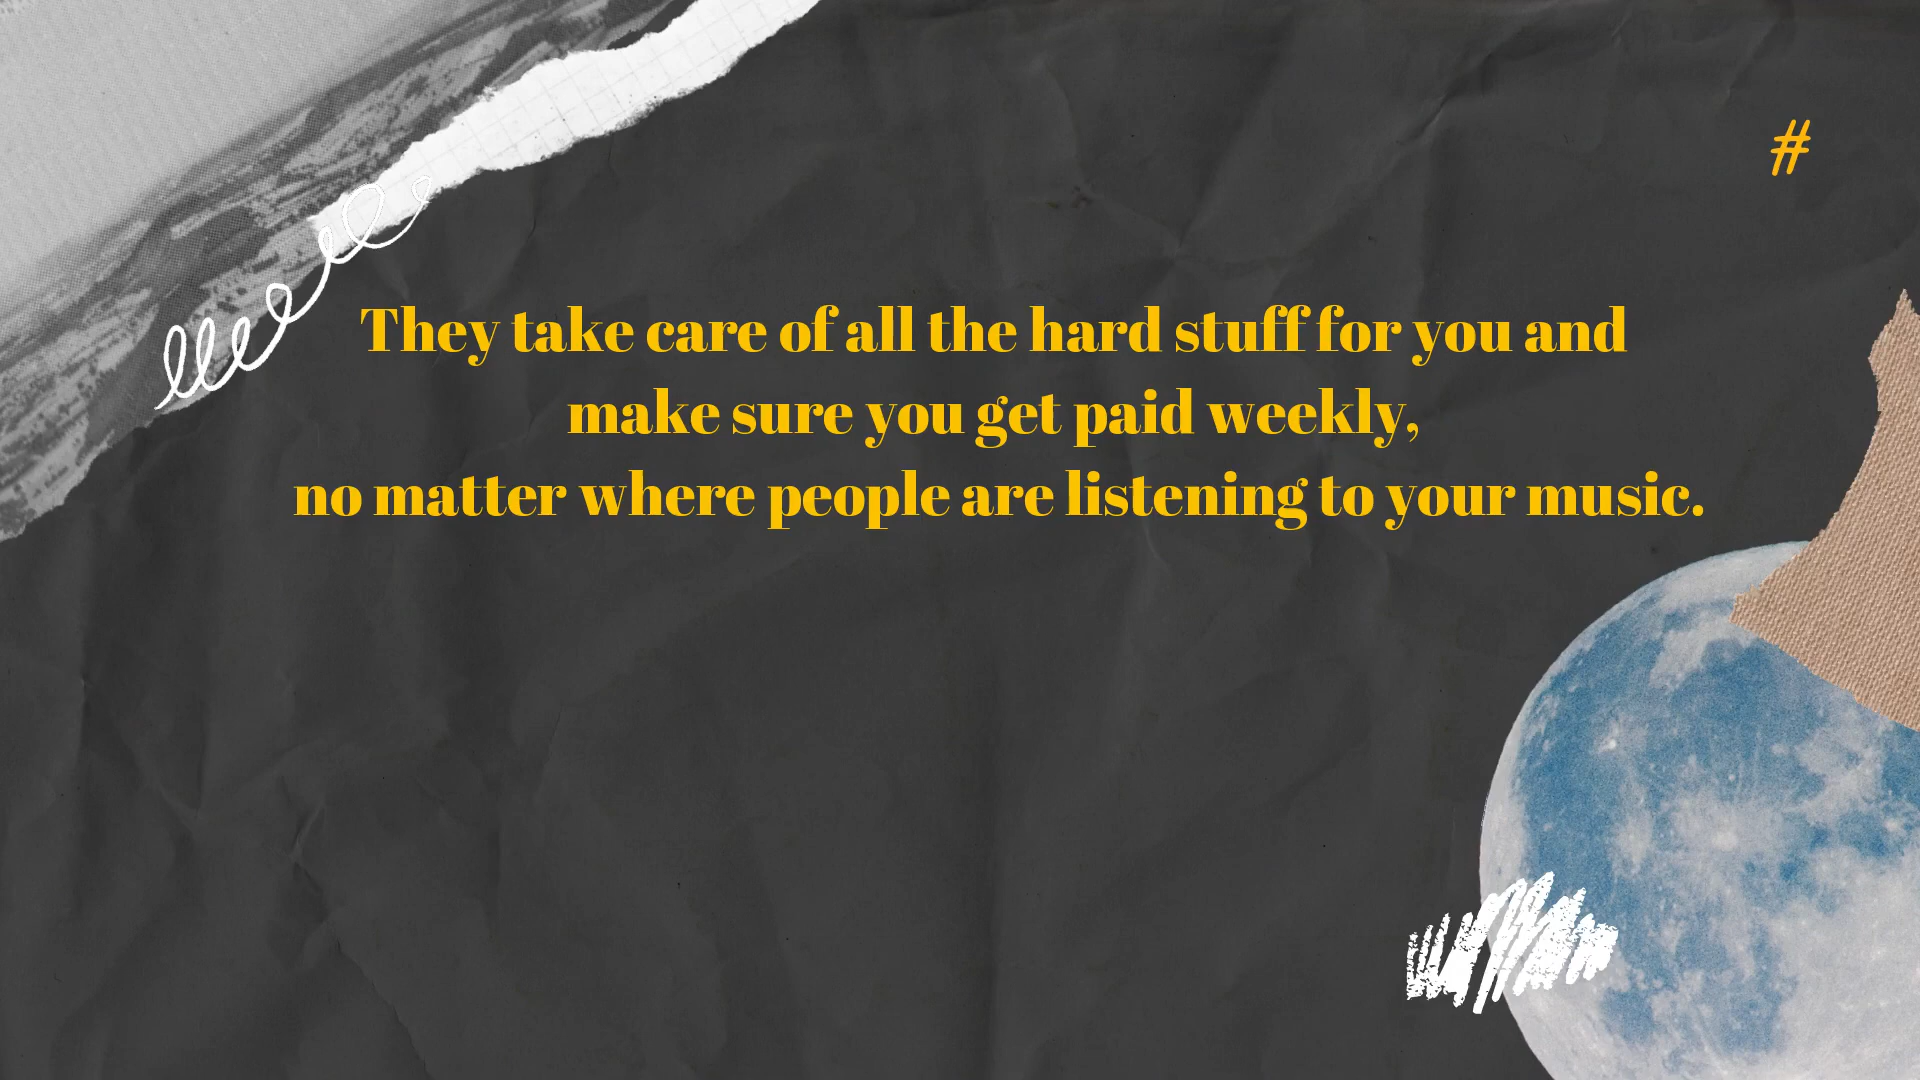 #
They take care of all the hard stuff for you and
make sure you get paid weekly,
no matter where people are listening to your music.